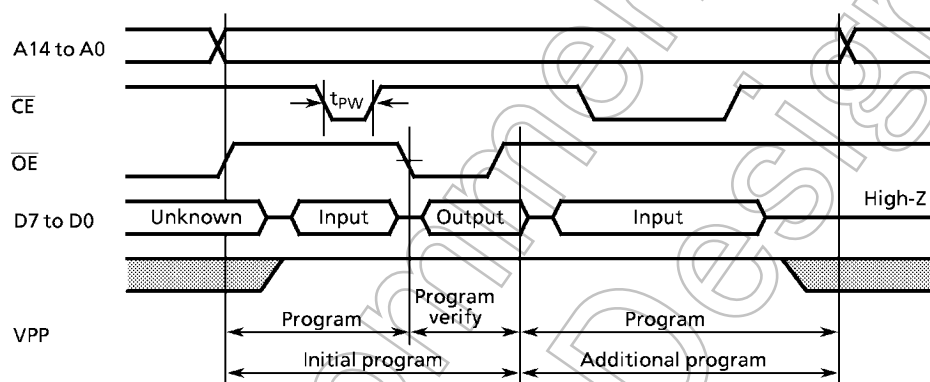 A14 to A0
CE
tPW
OE
D7 to D0
Unknown
Input
Output
Input
High-Z
VPP
Program
Program
verify
Program
Initial program
Additional program